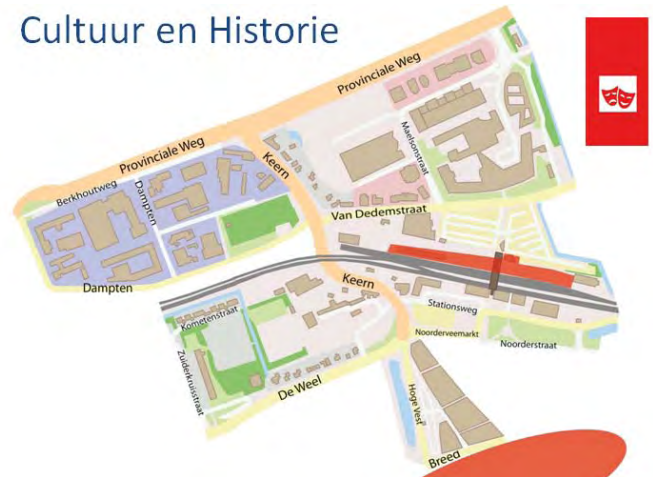 Cultuur en Historie
Provinciale Weg
Provinciale Weg
Keern
Maelsonstraat
Berkhoutweg
Dampten
Van Dedemstraat
Dampten
Keern
Stationsweg
Kometenstraat
Noorderveemarkt
Noorderstraat
Zuiderkruisstraat
De Weel
Hoge Vest
Breed